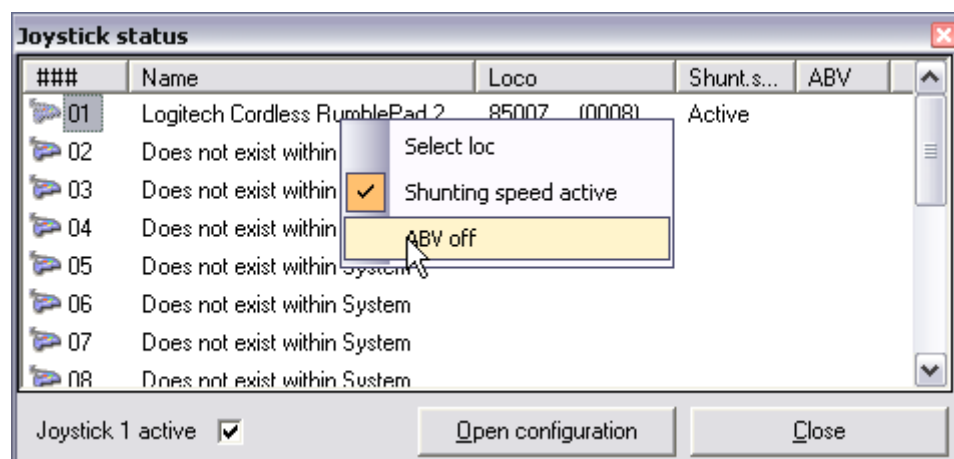 Joystick status
### Name Loco Shunt.s... ABV
01 Logitech Cordless RumblePad 2 85007 (0008) Active
Select loc
02 Does not exist within
03 Does not exist within
Shunting speed active
04 Does not exist within
ABV off
05 Does not exist within System
06 Does not exist within System
07 Does not exist within System
08 Does not exist within System
Joystick 1 active Open configuration Close